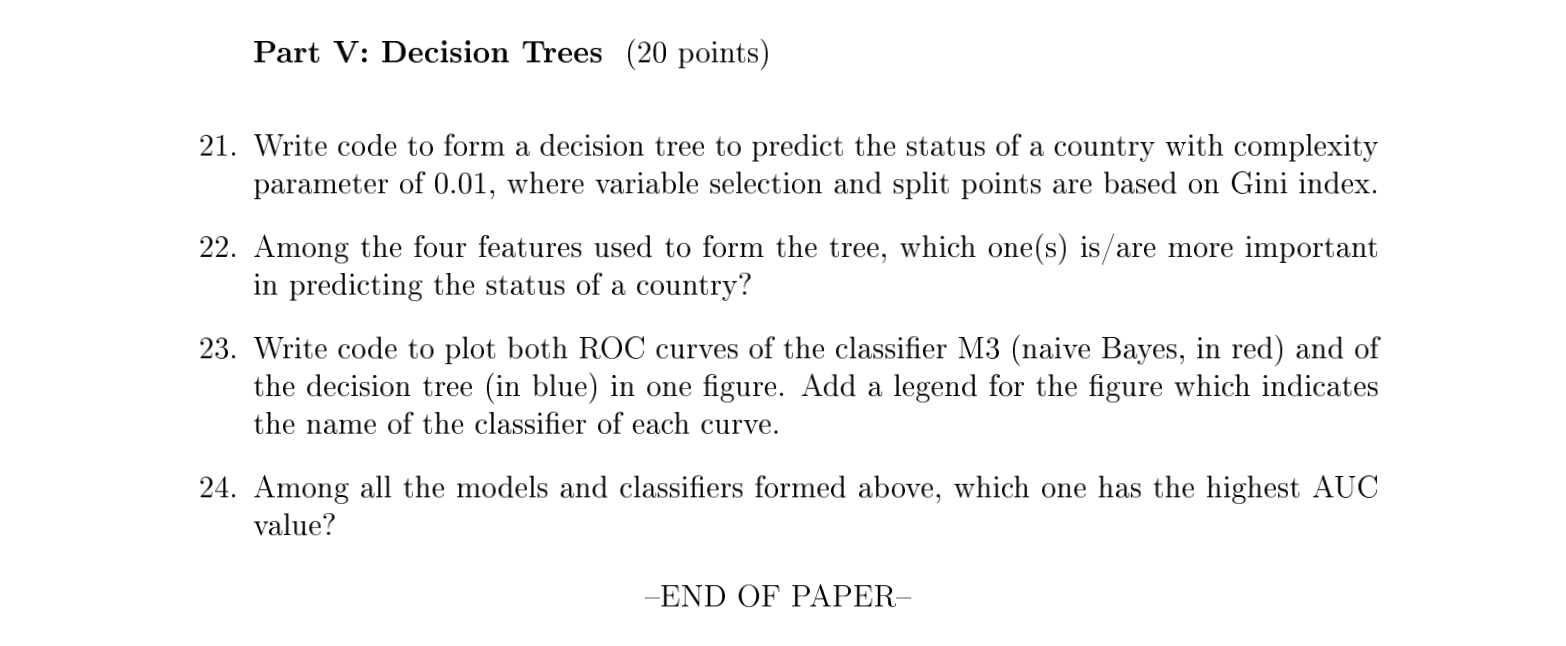 Part V: Decision Trees (20 points)
21. Write code to form a decision tree to predict the status of a country with complexity
parameter of 0.01, where variable selection and split points are based on Gini index.
22. Among the four features used to form the tree, which one(s) is/are more important
in predicting the status of a country?
23. Write code to plot both ROC curves of the classifier M3 (naive Bayes, in red) and of
the decision tree (in blue) in one figure. Add a legend for the figure which indicates
the name of the classifier of each curve.
24. Among all the models and classifiers formed above, which one has the highest AUC
value?
–END OF PAPER–